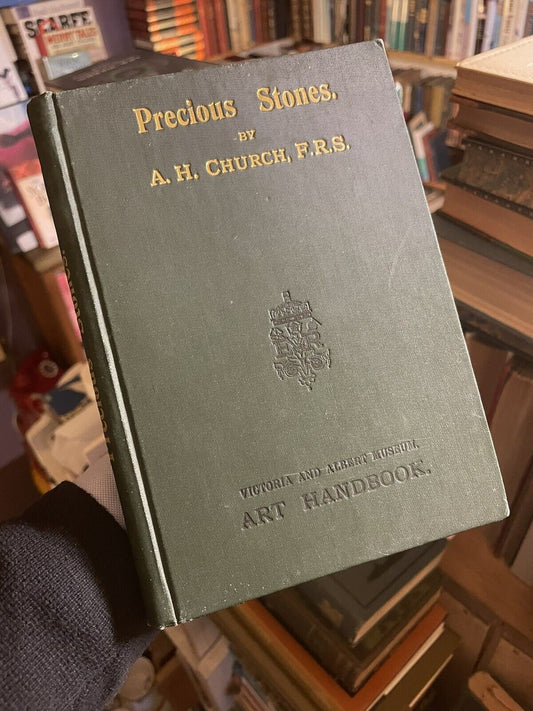 Precious Stones.
BY
A. H. CHURCH, F.R.S.
VICTORIA AND ALBERT MUSEUM.
ART HANDBOOK.
SCARFE